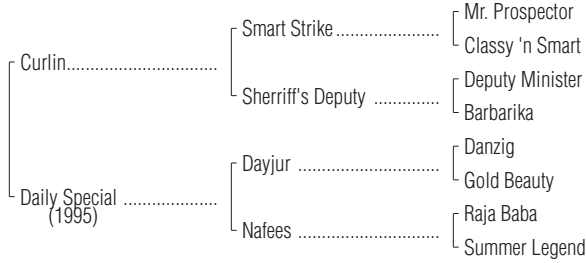 Mr. Prospector
Smart Strike
Classy 'n Smart
Curlin
Deputy Minister
Sherriff's Deputy
Barbarika
Danzig
Dayjur
Gold Beauty
Daily Special
(1995)
Raja Baba
Nafees
Summer Legend